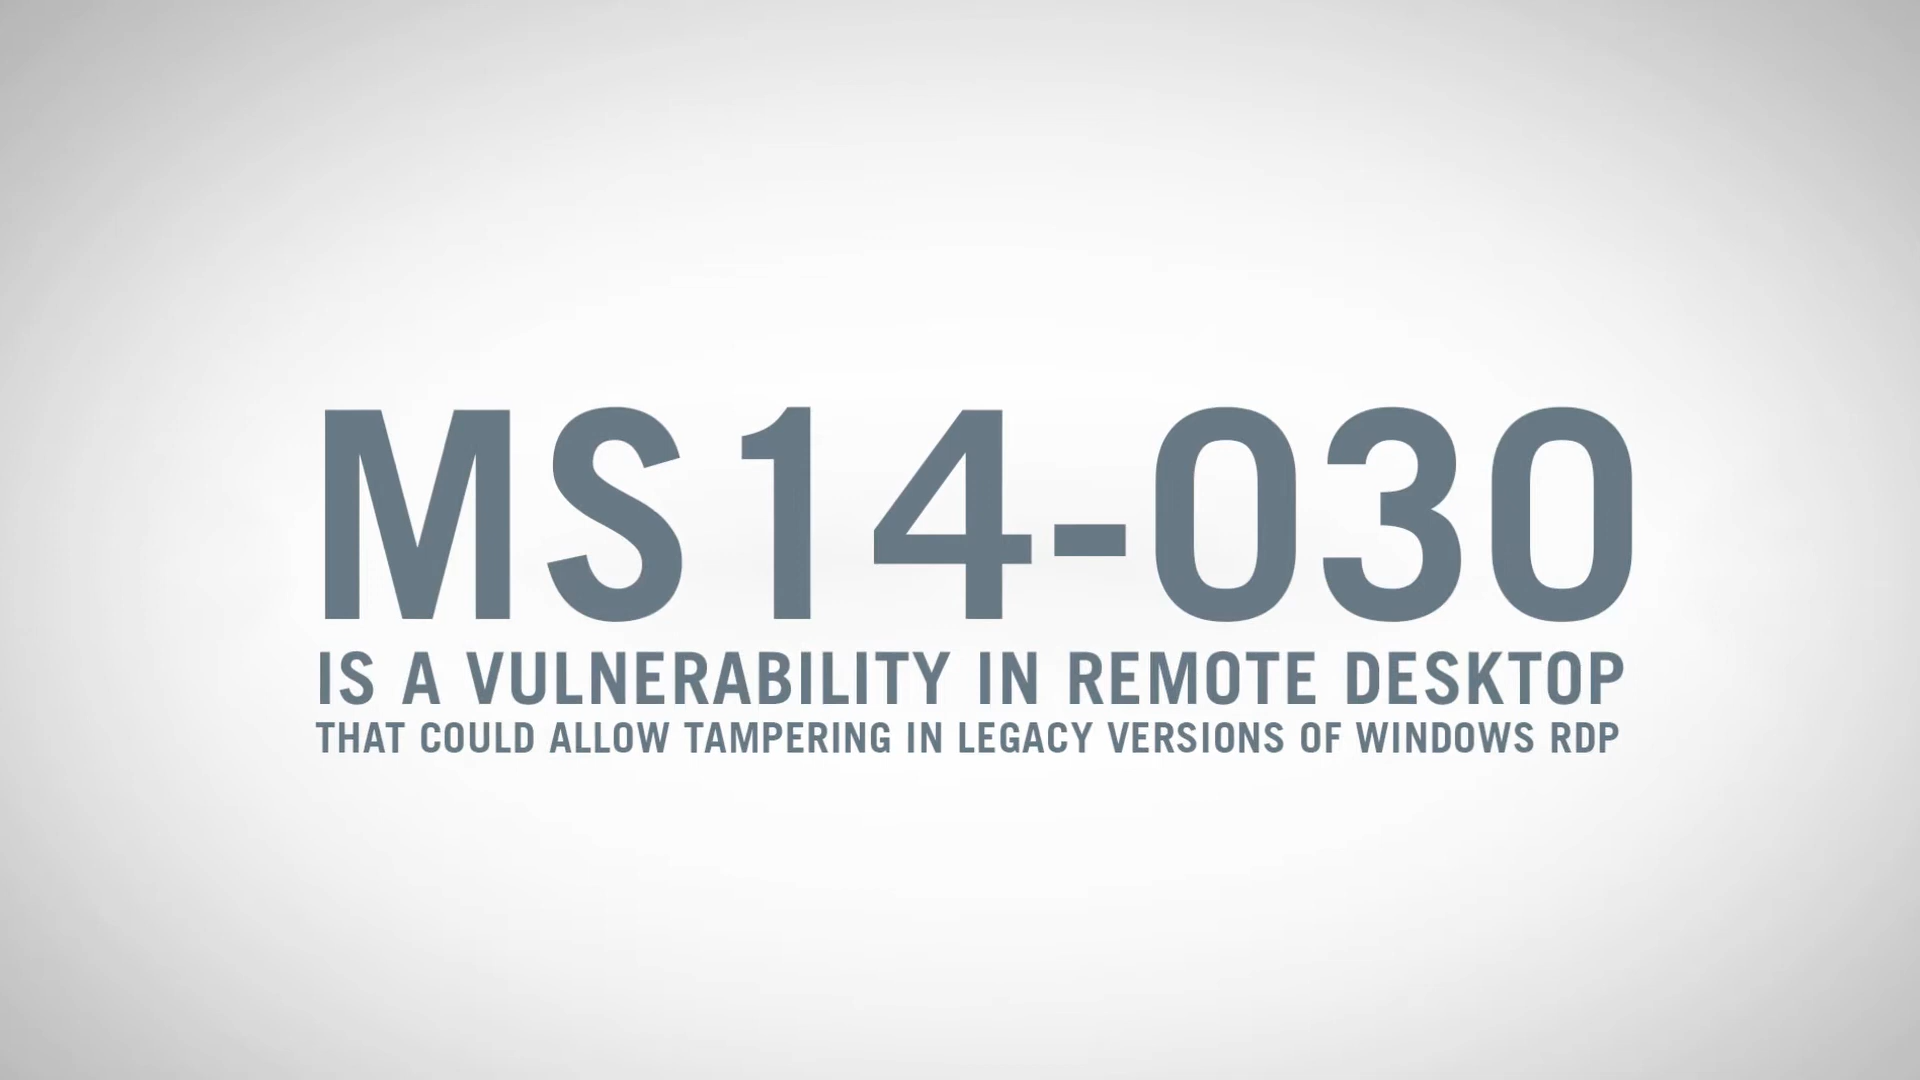 MS14-030
IS A VULNERABILITY IN REMOTE DESKTOP
THAT COULD ALLOW TAMPERING IN LEGACY VERSIONS OF WINDOWS RDP